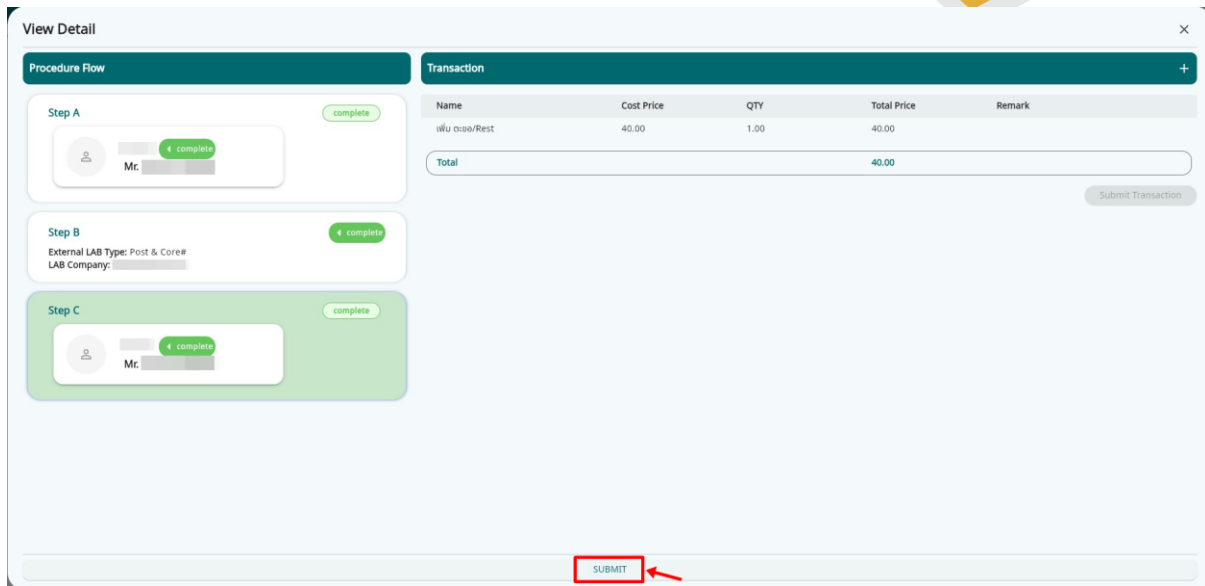 View Detail
Procedure Flow
Step A
complete
complete
Mr.
Step B
complete
External LAB Type: Post & Core#
LAB Company:
Step C
complete
complete
Mr.
Transaction
Name Cost Price QTY Total Price Remark
เพิ่ม ตะขอ/Rest 40.00 1.00 40.00
Total 40.00
Submit Transaction
SUBMIT